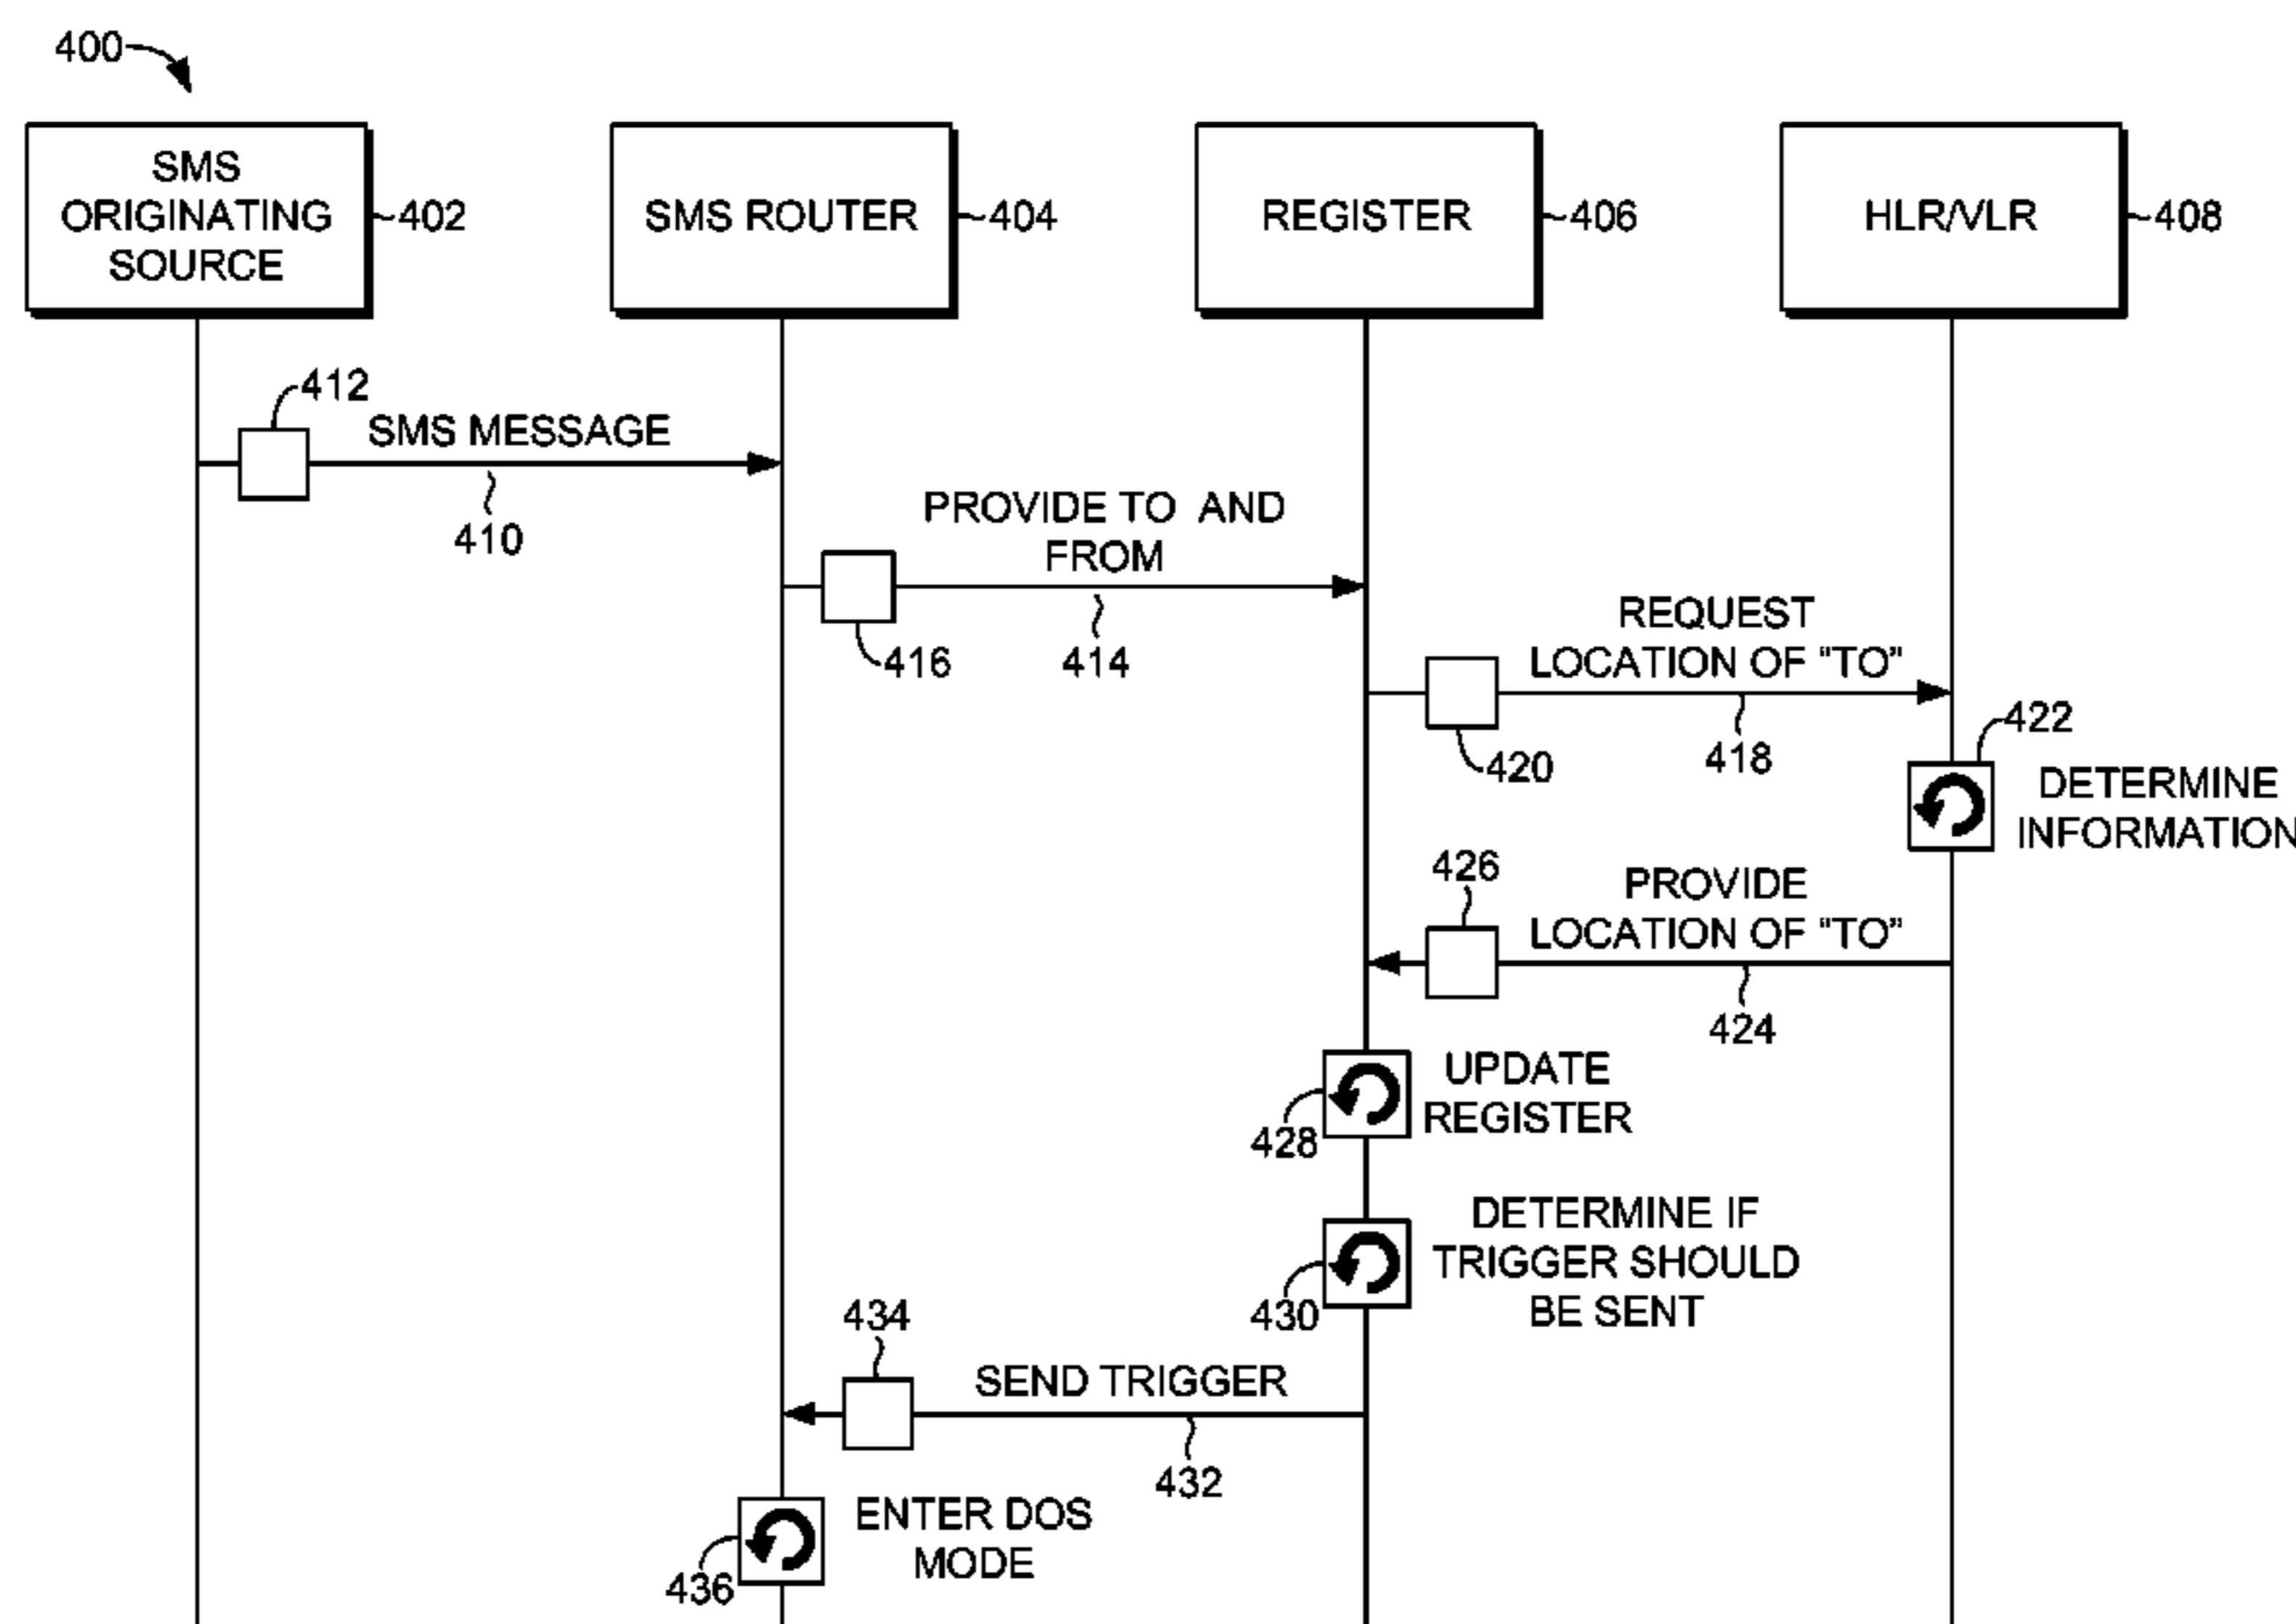 400
SMS
ORIGINATING
SOURCE
402
SMS ROUTER
404
REGISTER
406
HLR/VLR
408
412
SMS MESSAGE
410
PROVIDE TO AND
FROM
416
414
REQUEST
LOCATION OF "TO"
420
418
422
DETERMINE
INFORMATION
426
PROVIDE
LOCATION OF "TO"
424
428
UPDATE
REGISTER
430
DETERMINE IF
TRIGGER SHOULD
BE SENT
434
SEND TRIGGER
432
436
ENTER DOS
MODE